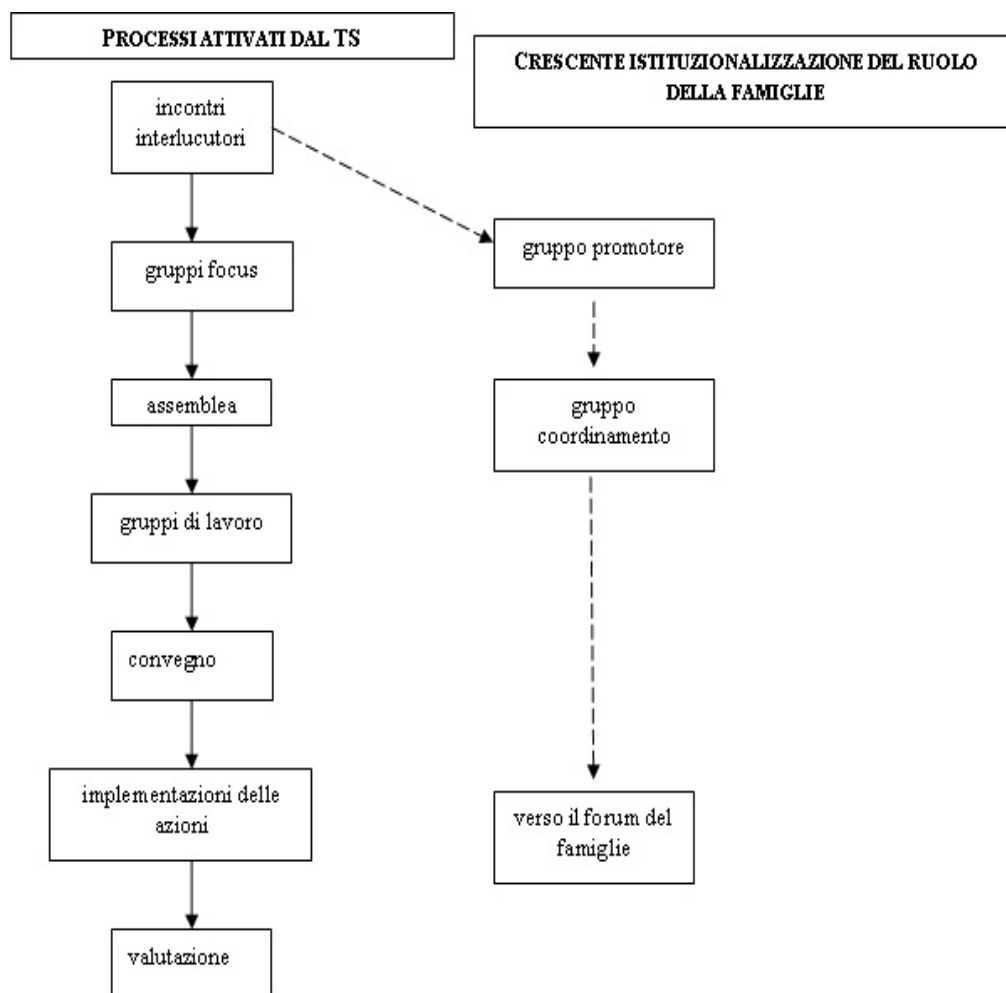 PROCESSI ATTIVATI DAL TS
CRESCENTE ISTITUZIONALIZZAZIONE DEL RUOLO
DELLA FAMIGLIE
incontri
interlucutori
gruppi focus
assemblea
gruppi di lavoro
convegno
implementazioni delle
azioni
valutazione
gruppo promotore
gruppo
coordinamento
verso il forum del
famiglie